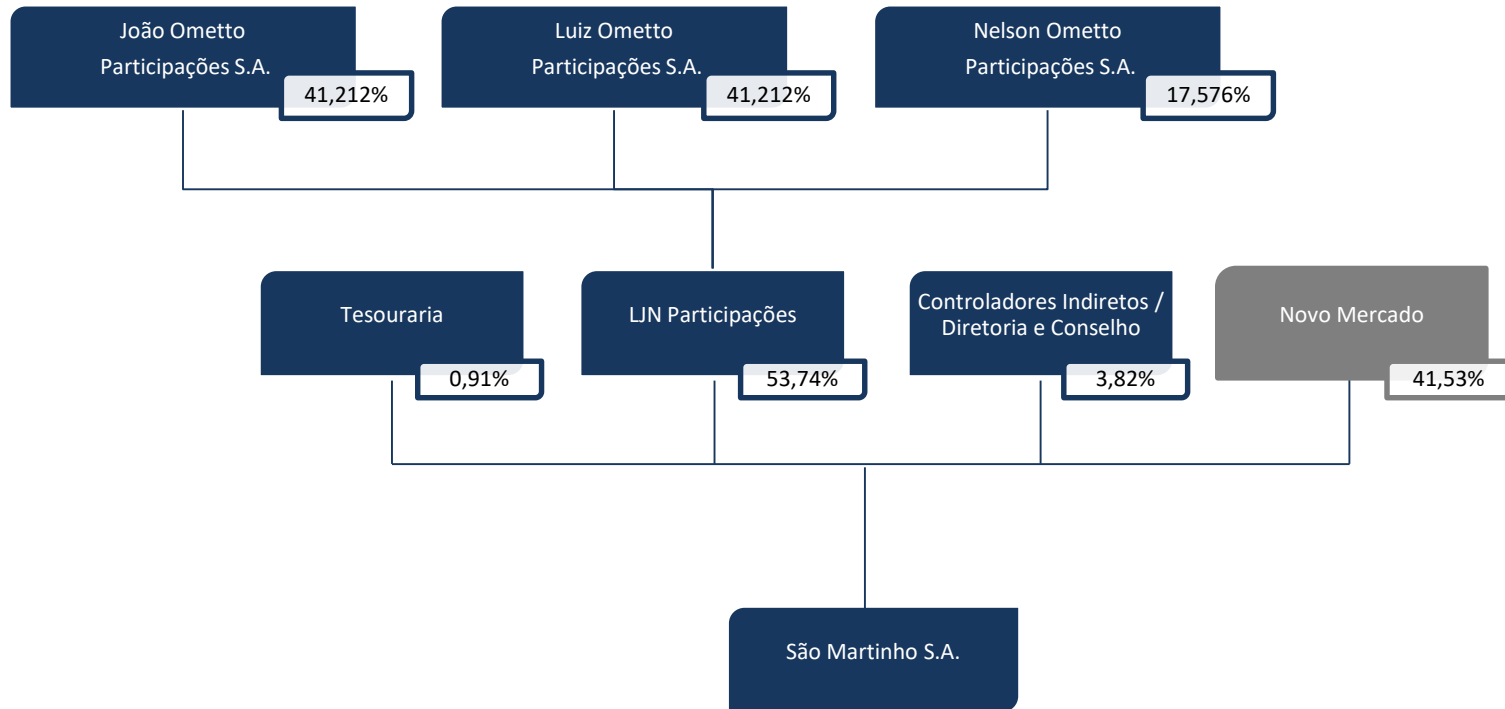 João Ometto
Participações S.A.
41,212%
Luiz Ometto
Participações S.A.
41,212%
Nelson Ometto
Participações S.A.
17,576%
Tesouraria
0,91%
LJN Participações
53,74%
Controladores Indiretos /
Diretoria e Conselho
3,82%
Novo Mercado
41,53%
São Martinho S.A.